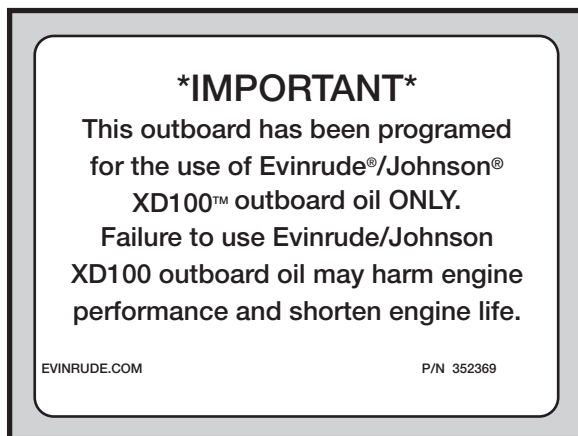 *IMPORTANT*
This outboard has been programed
for the use of Evinrude®/Johnson®
XD100™ outboard oil ONLY.
Failure to use Evinrude/Johnson
XD100 outboard oil may harm engine
performance and shorten engine life.
EVINRUDE.COM P/N 352369